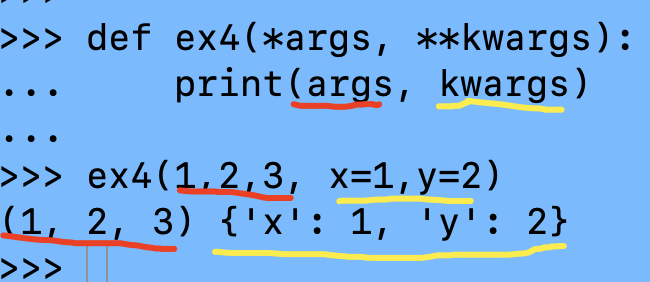 >>> def ex4(*args, **kwargs):
...     print(args, kwargs)
...
>>> ex4(1,2,3, x=1,y=2)
(1, 2, 3) {'x': 1, 'y': 2}
>>>